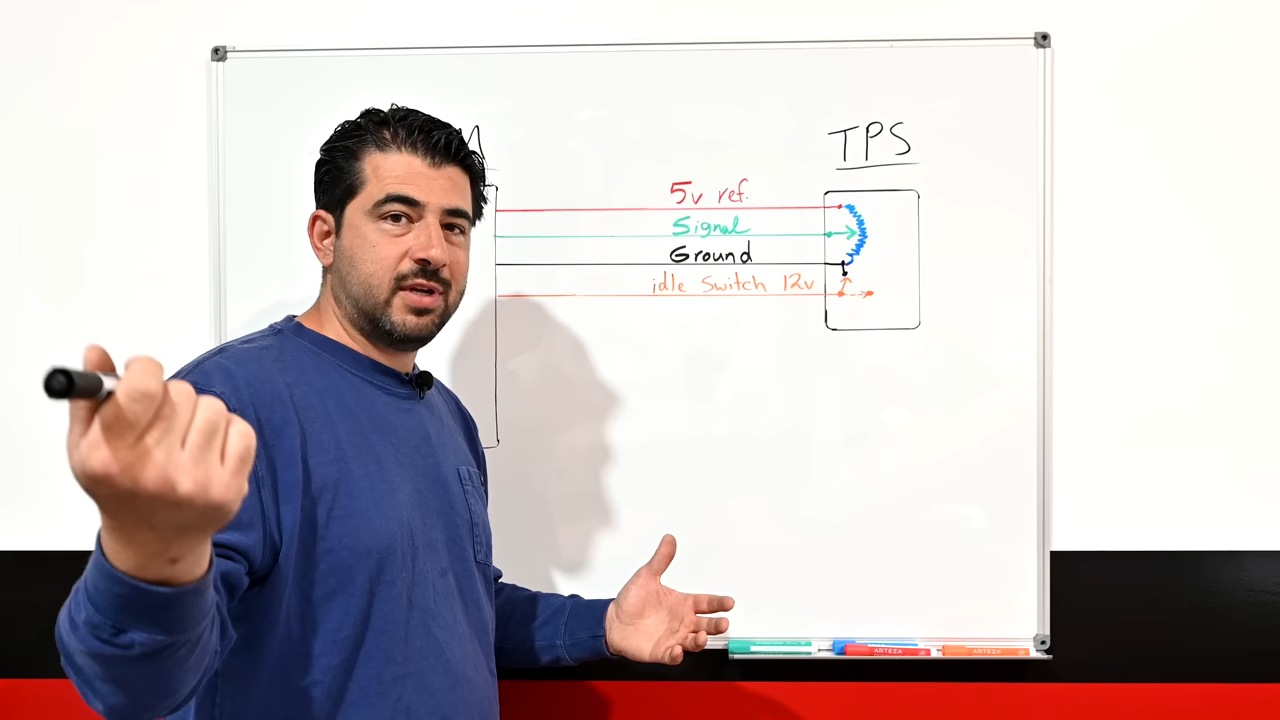 TPS
5v ref.
Signal
Ground
idle switch 12v
ARTEZA
ARTEZA